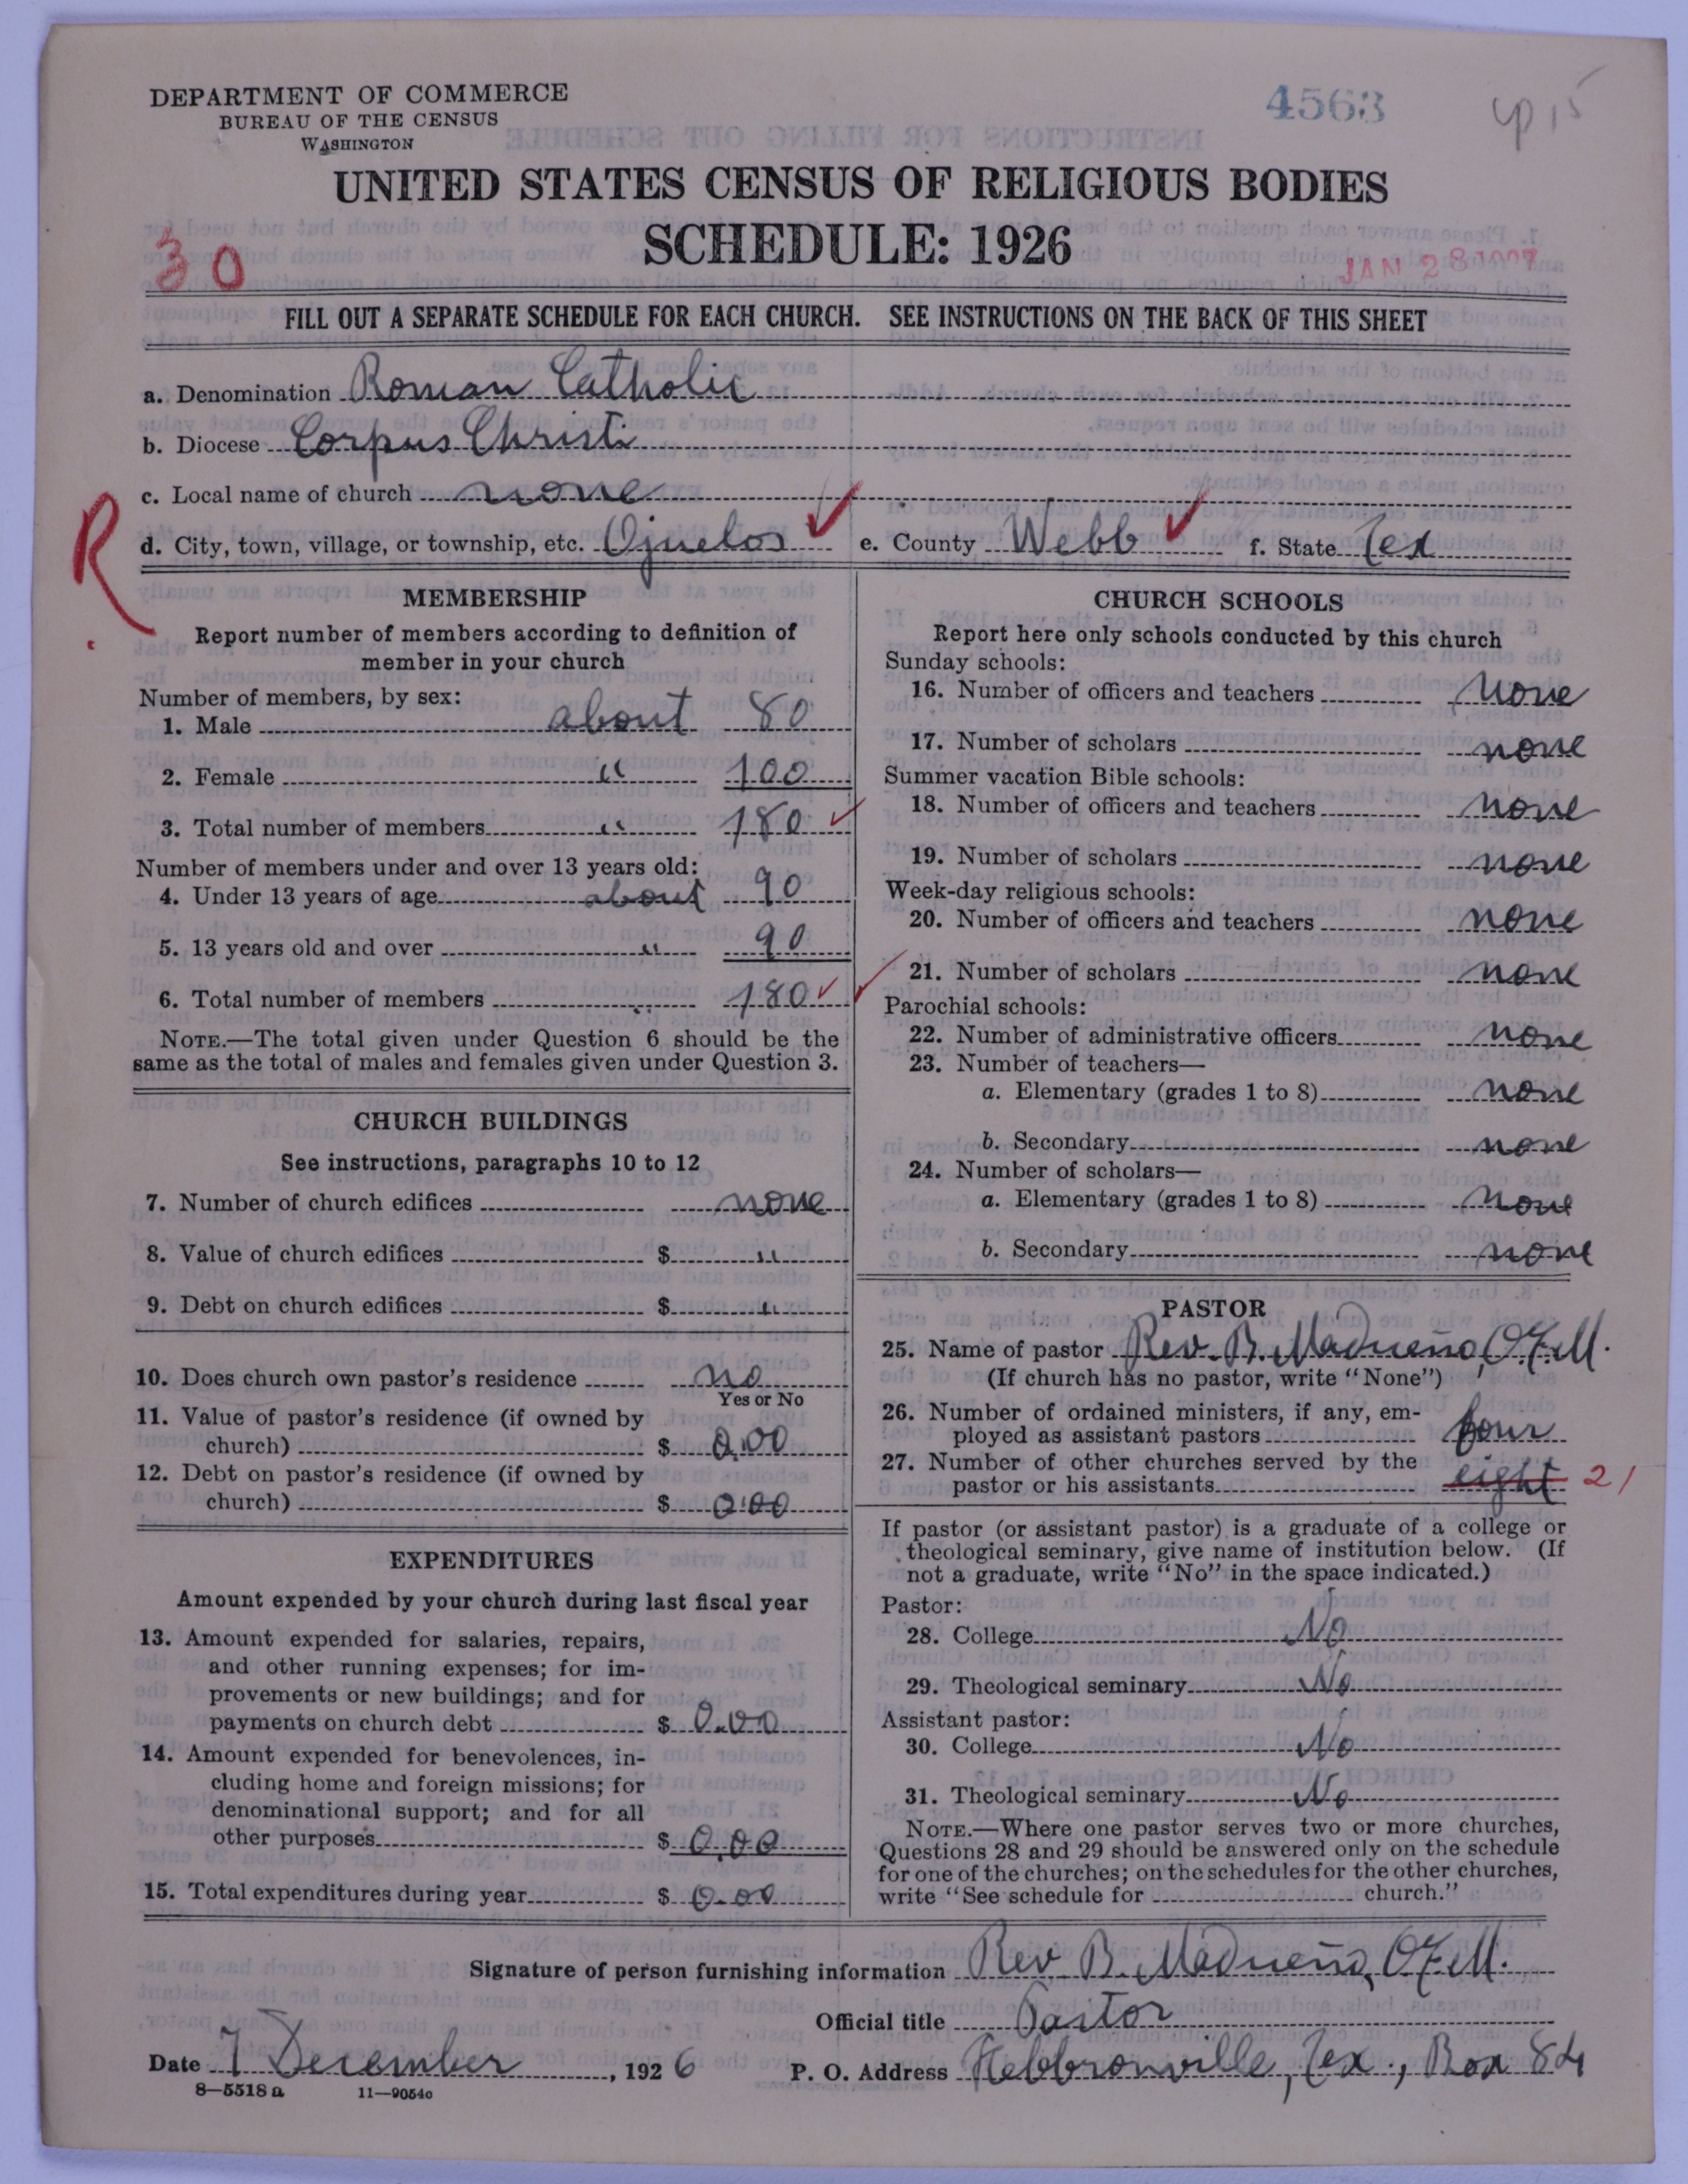 DEPARTMENT OF COMMERCE
BUREAU OF THE CENSUS
WASHINGTON
4563
UNITED STATES CENSUS OF RELIGIOUS BODIES
SCHEDULE: 1926
30
JAN 28 1927
FILL OUT A SEPARATE SCHEDULE FOR EACH CHURCH. SEE INSTRUCTIONS ON THE BACK OF THIS SHEET
a. Denomination Roman Catholic
b. Diocese Corpus Christi
c. Local name of church none
R
d. City, town, village, or township, etc. Ojuelos e. County Webb f. State Tex
MEMBERSHIP
Report number of members according to definition of
member in your church
Number of members, by sex:
1. Male about 80
2. Female " 100
3. Total number of members " 180
Number of members under and over 13 years old:
4. Under 13 years of age about 90
5. 13 years old and over " 90
6. Total number of members " 180
NOTE.—The total given under Question 6 should be the
same as the total of males and females given under Question 3.
CHURCH BUILDINGS
See instructions, paragraphs 10 to 12
7. Number of church edifices none
8. Value of church edifices $ "
9. Debt on church edifices $ "
10. Does church own pastor's residence no
Yes or No
11. Value of pastor's residence (if owned by
church) $ 0.00
12. Debt on pastor's residence (if owned by
church) $ 0.00
EXPENDITURES
Amount expended by your church during last fiscal year
13. Amount expended for salaries, repairs,
and other running expenses; for im-
provements or new buildings; and for
payments on church debt $ 0.00
14. Amount expended for benevolences, in-
cluding home and foreign missions; for
denominational support; and for all
other purposes $ 0.00
15. Total expenditures during year $ 0.00
CHURCH SCHOOLS
Report here only schools conducted by this church
Sunday schools:
16. Number of officers and teachers none
17. Number of scholars none
Summer vacation Bible schools:
18. Number of officers and teachers none
19. Number of scholars none
Week-day religious schools:
20. Number of officers and teachers none
21. Number of scholars none
Parochial schools:
22. Number of administrative officers none
23. Number of teachers—
a. Elementary (grades 1 to 8) none
b. Secondary none
24. Number of scholars—
a. Elementary (grades 1 to 8) none
b. Secondary none
PASTOR
25. Name of pastor Rev. B. Madueño, O.F.M.
(If church has no pastor, write "None")
26. Number of ordained ministers, if any, em-
ployed as assistant pastors four
27. Number of other churches served by the
pastor or his assistants eight 21
If pastor (or assistant pastor) is a graduate of a college or
theological seminary, give name of institution below. (If
not a graduate, write "No" in the space indicated.)
Pastor:
28. College No
29. Theological seminary No
Assistant pastor:
30. College No
31. Theological seminary No
NOTE.—Where one pastor serves two or more churches,
Questions 28 and 29 should be answered only on the schedule
for one of the churches; on the schedules for the other churches,
write "See schedule for church."
Signature of person furnishing information Rev B. Madueño, O.F.M.
Official title Pastor
Date 7 December, 1926 P. O. Address Hebbronville, Tex., Box 84
8—5518 a 11—9054c